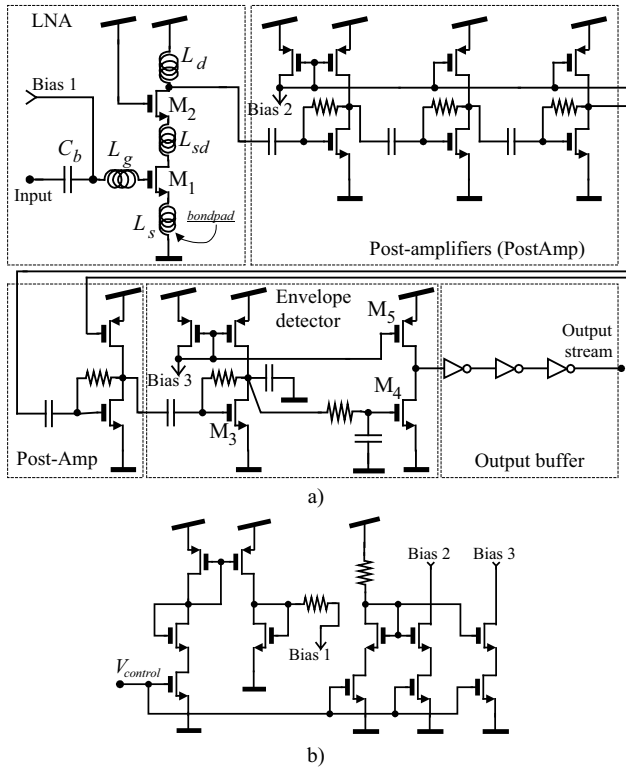 LNA
Bias 1
C_b
L_g
Input
L_d
M_2
L_sd
M_1
L_s
bondpad
Bias 2
Post-amplifiers (PostAmp)
Post-Amp
Envelope
detector
Bias 3
M_3
M_5
M_4
Output
stream
Output buffer
a)
V_control
Bias 1
Bias 2
Bias 3
b)